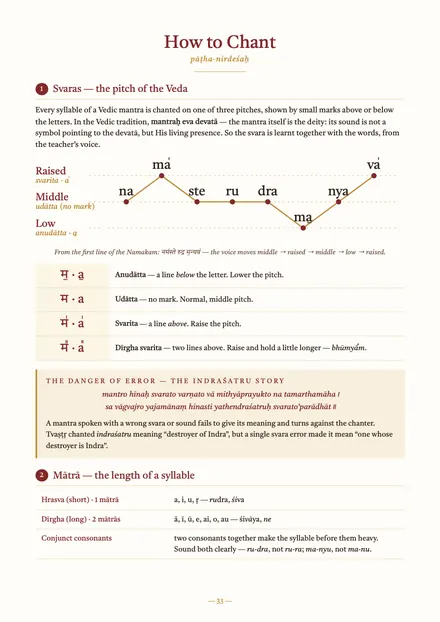 How to Chant
pāṭha-nirdeśaḥ
1 Svaras — the pitch of the Veda
Every syllable of a Vedic mantra is chanted on one of three pitches, shown by small marks above or below
the letters. In the Vedic tradition, mantraḥ eva devatā — the mantra itself is the deity: its sound is not a
symbol pointing to the devatā, but His living presence. So the svara is learnt together with the words, from
the teacher's voice.
Raised
svarita · a̍
Middle
udātta (no mark)
Low
anudātta · a̱
na ma̍ ste ru dra ma̱ nya va̍
From the first line of the Namakam: नम॑स्ते रुद्र म॒न्यव॑ — the voice moves middle → raised → middle → low → raised.
म॒ · a̱ Anudātta — a line below the letter. Lower the pitch.
म · a Udātta — no mark. Normal, middle pitch.
म॑ · a̍ Svarita — a line above. Raise the pitch.
म᳚ · a̎ Dīrgha svarita — two lines above. Raise and hold a little longer — bhūmya̎m.
THE DANGER OF ERROR — THE INDRAŚATRU STORY
mantro hīnaḥ svarato varṇato vā mithyāprayukto na tamarthamāha ।
sa vāgvajro yajamānaṃ hinasti yathendraśatruḥ svarato'parādhāt ॥
A mantra spoken with a wrong svara or sound fails to give its meaning and turns against the chanter.
Tvaṣṭṛ chanted indraśatru meaning "destroyer of Indra", but a single svara error made it mean "one whose
destroyer is Indra".
2 Mātrā — the length of a syllable
Hrasva (short) · 1 mātrā a, i, u, ṛ — rudra, śiva
Dīrgha (long) · 2 mātrās ā, ī, ū, e, ai, o, au — śivāya, ne
Conjunct consonants two consonants together make the syllable before them heavy.
Sound both clearly — ru-dra, not ru-ra; ma-nyu, not ma-nu.
— 33 —